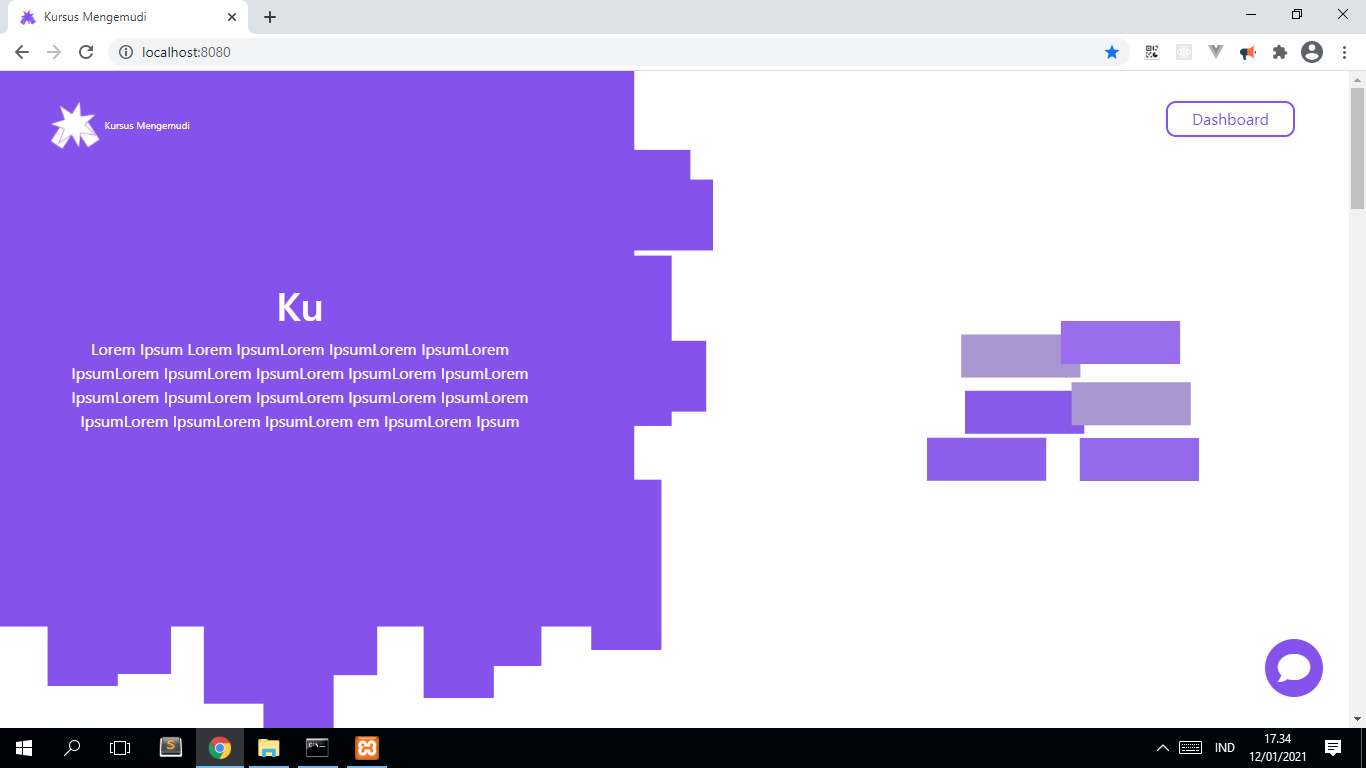 Kursus Mengemudi
localhost:8080
Kursus Mengemudi
Dashboard
Ku
Lorem Ipsum Lorem IpsumLorem IpsumLorem IpsumLorem
IpsumLorem IpsumLorem IpsumLorem IpsumLorem IpsumLorem
IpsumLorem IpsumLorem IpsumLorem IpsumLorem IpsumLorem
IpsumLorem IpsumLorem IpsumLorem em IpsumLorem Ipsum
IND
17.34
12/01/2021